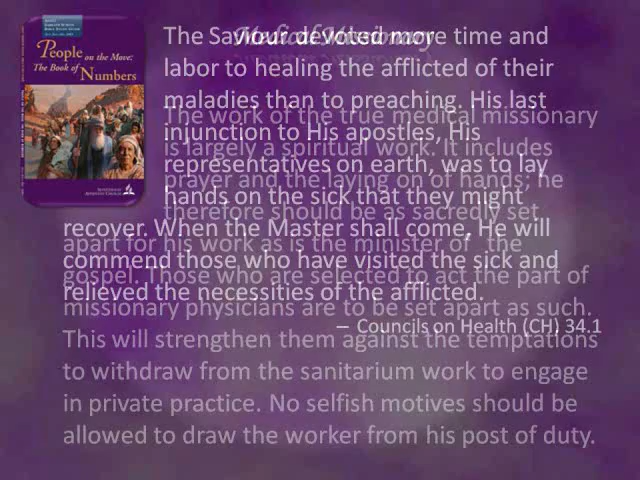 People on the Move:
The Book of Numbers
Medical Missionary
The Saviour devoted more time and
labor to healing the afflicted of their
maladies than to preaching. His last
injunction to His apostles, His
representatives on earth, was to lay
hands on the sick that they might
recover. When the Master shall come, He will
commend those who have visited the sick and
relieved the necessities of the afflicted.
– Councils on Health (CH) 34.1
The work of the true medical missionary
is largely a spiritual work. It includes
prayer and the laying on of hands; he
therefore should be as sacredly set
apart for his work as is the minister of the
gospel. Those who are selected to act the part of
missionary physicians are to be set apart as such.
This will strengthen them against the temptations
to withdraw from the sanitarium work to engage
in private practice. No selfish motives should be
allowed to draw the worker from his post of duty.